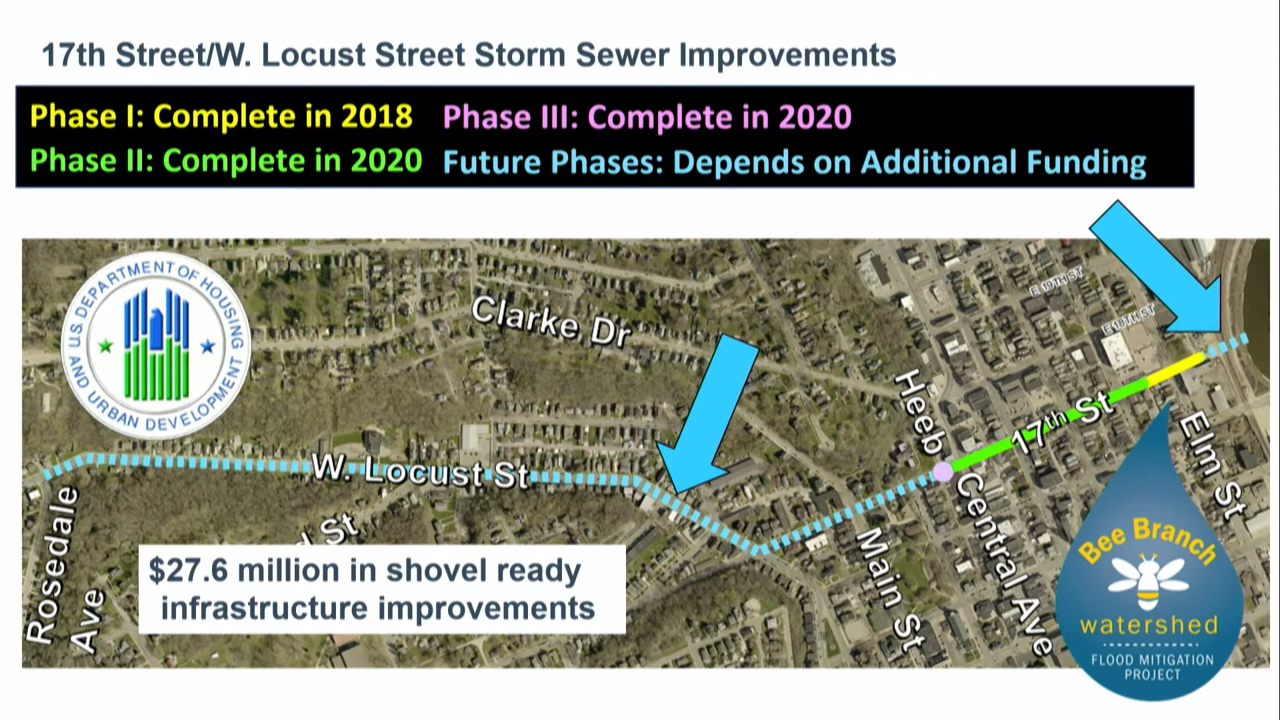 17th Street/W. Locust Street Storm Sewer Improvements
Phase I: Complete in 2018 Phase III: Complete in 2020
Phase II: Complete in 2020 Future Phases: Depends on Additional Funding
U.S. DEPARTMENT OF HOUSING
AND URBAN DEVELOPMENT
Clarke Dr
E. 19TH ST
E 18TH ST
Heeb
17th St
Elm St
W. Locust St
Rosedale
Ave
St
Main St
Central Ave
$27.6 million in shovel ready
infrastructure improvements
Bee Branch
watershed
FLOOD MITIGATION
PROJECT